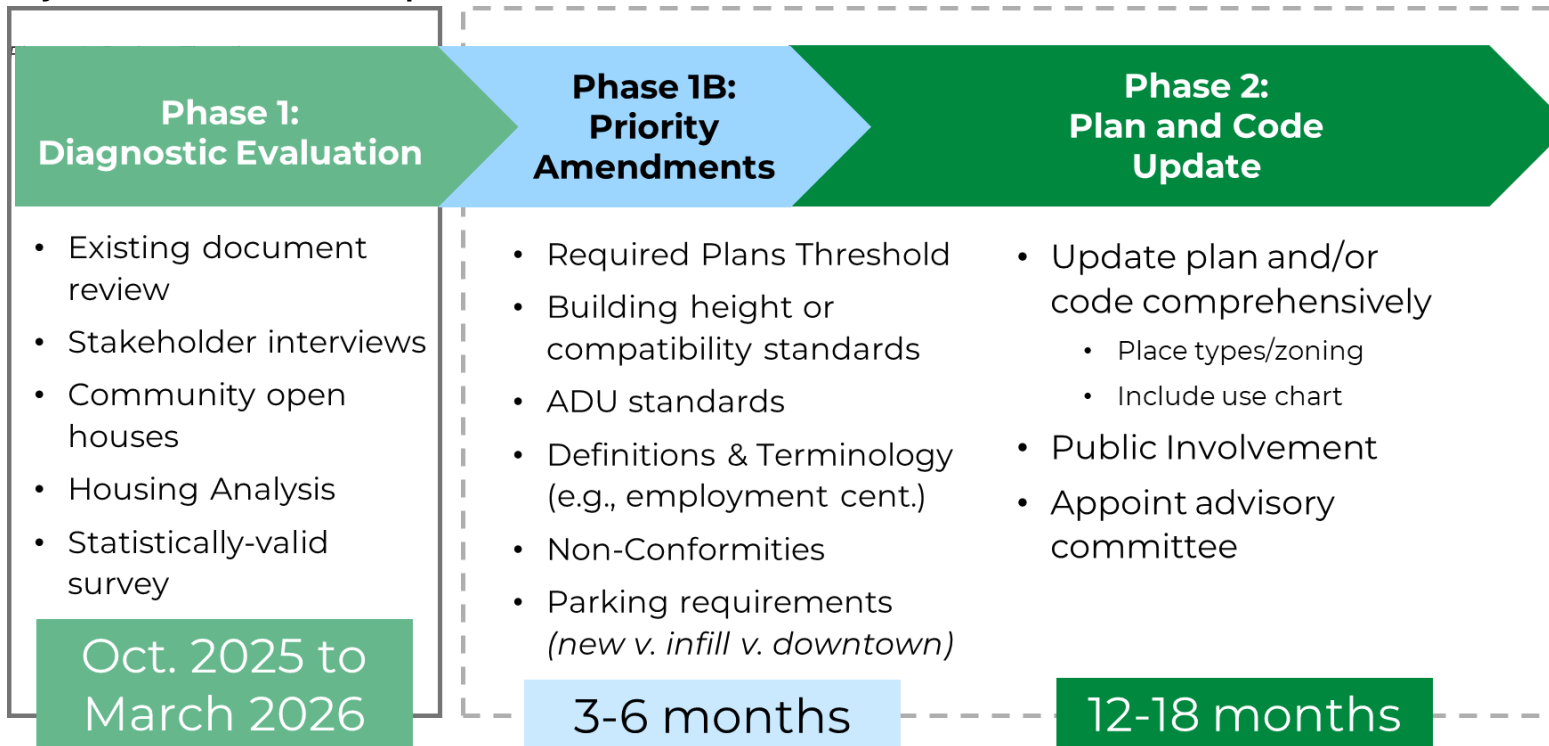 Phase 1:
Diagnostic Evaluation
• Existing document
review
• Stakeholder interviews
• Community open
houses
• Housing Analysis
• Statistically-valid
survey
Oct. 2025 to
March 2026
Phase 1B:
Priority
Amendments
• Required Plans Threshold
• Building height or
compatibility standards
• ADU standards
• Definitions & Terminology
(e.g., employment cent.)
• Non-Conformities
• Parking requirements
(new v. infill v. downtown)
3-6 months
Phase 2:
Plan and Code
Update
• Update plan and/or
code comprehensively
• Place types/zoning
• Include use chart
• Public Involvement
• Appoint advisory
committee
12-18 months